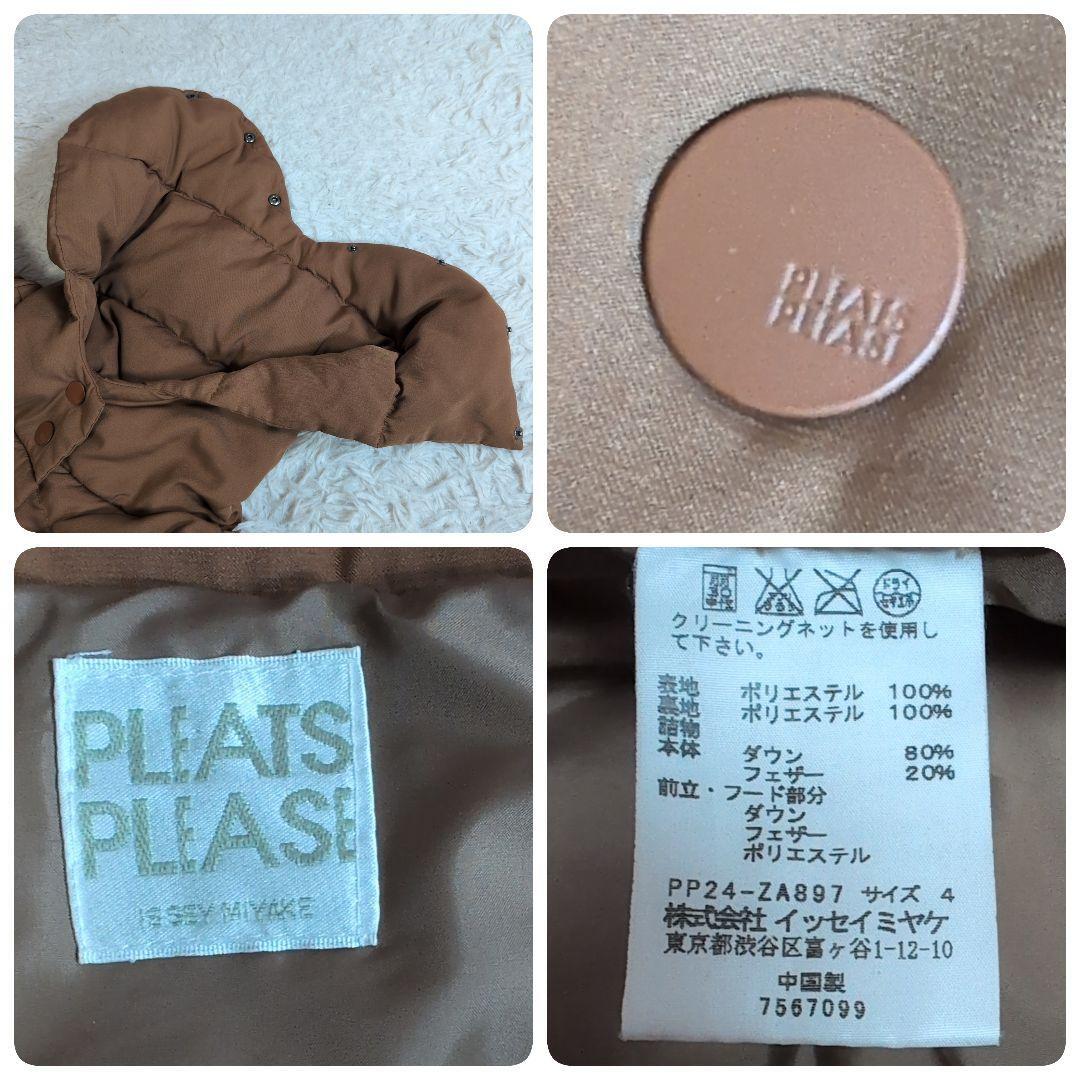 PLEATS
PLEASE
PLEATS
PLEASE
ISSEY MIYAKE
ドライ
クリーニングネットを使用し
て下さい。
表地 ポリエステル 100%
裏地 ポリエステル 100%
詰物
本体 ダウン 80%
フェザー 20%
前立・フード部分
ダウン
フェザー
ポリエステル
PP24-ZA897 サイズ 4
株式会社 イッセイミヤケ
東京都渋谷区富ヶ谷1-12-10
中国製
7567099